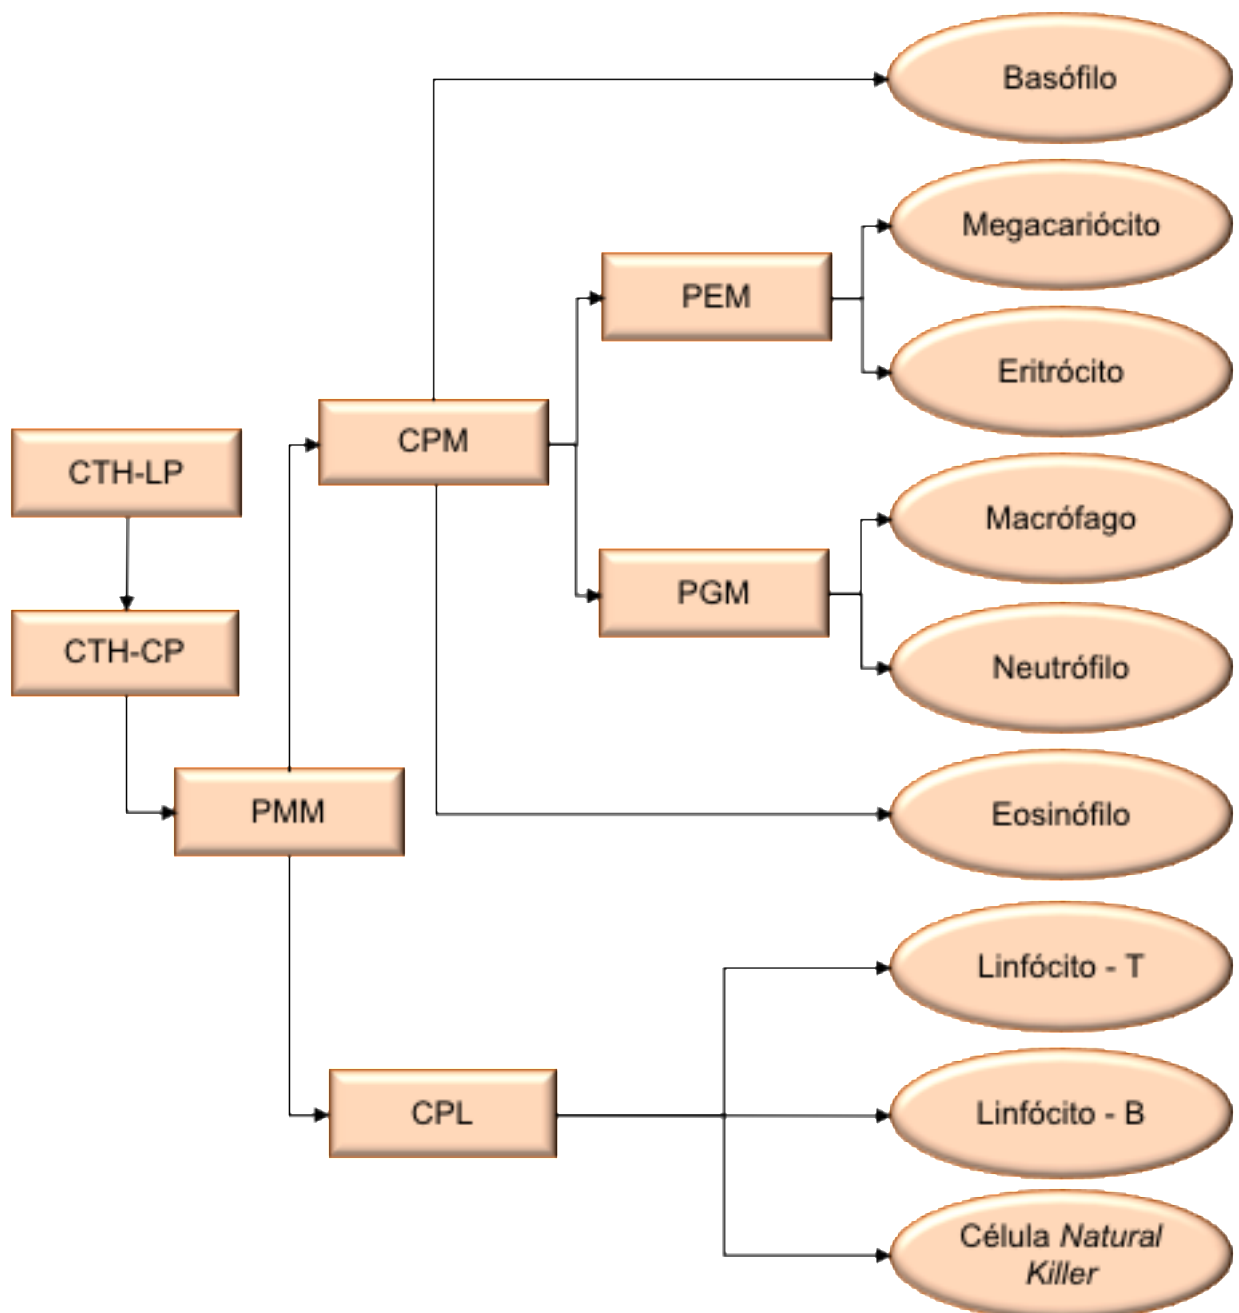 Basófilo
Megacariócito
PEM
Eritrócito
CPM
CTH-LP
Macrófago
PGM
CTH-CP
Neutrófilo
PMM
Eosinófilo
Linfócito - T
CPL
Linfócito - B
Célula Natural
Killer